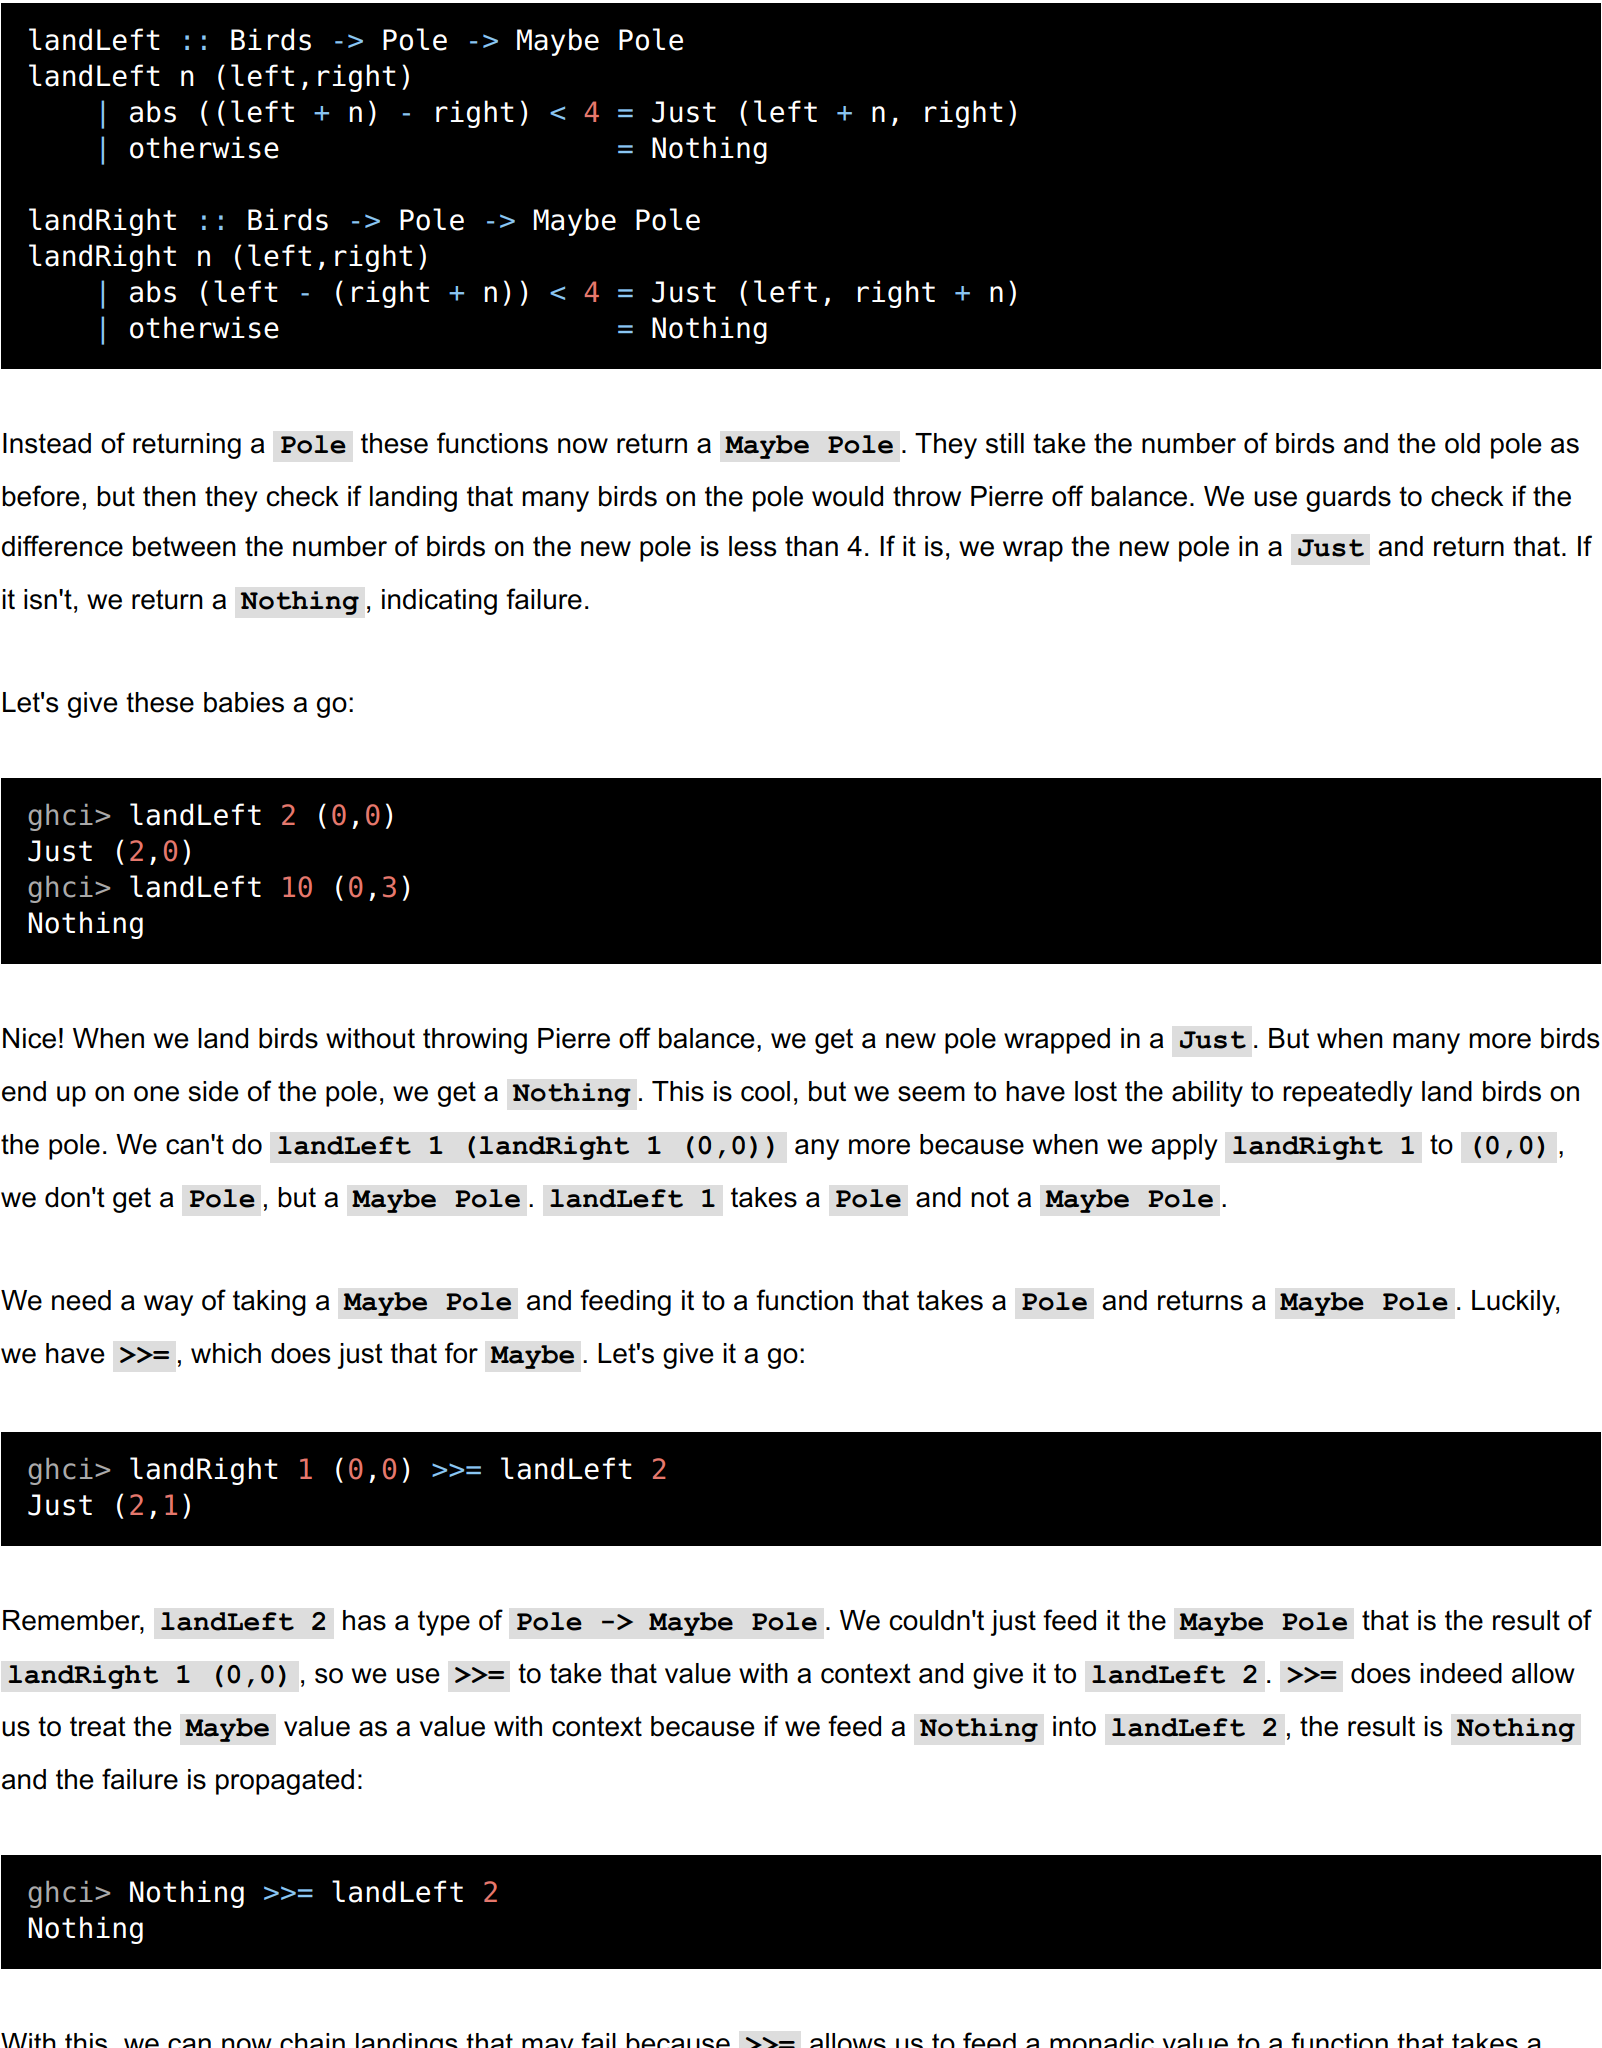 landLeft :: Birds -> Pole -> Maybe Pole
landLeft n (left,right)
    | abs ((left + n) - right) < 4 = Just (left + n, right)
    | otherwise                    = Nothing
landRight :: Birds -> Pole -> Maybe Pole
landRight n (left,right)
    | abs (left - (right + n)) < 4 = Just (left, right + n)
    | otherwise                    = Nothing
Instead of returning a Pole these functions now return a Maybe Pole. They still take the number of birds and the old pole as
before, but then they check if landing that many birds on the pole would throw Pierre off balance. We use guards to check if the
difference between the number of birds on the new pole is less than 4. If it is, we wrap the new pole in a Just and return that. If
it isn't, we return a Nothing, indicating failure.
Let's give these babies a go:
ghci> landLeft 2 (0,0)
Just (2,0)
ghci> landLeft 10 (0,3)
Nothing
Nice! When we land birds without throwing Pierre off balance, we get a new pole wrapped in a Just. But when many more birds
end up on one side of the pole, we get a Nothing. This is cool, but we seem to have lost the ability to repeatedly land birds on
the pole. We can't do landLeft 1 (landRight 1 (0,0)) any more because when we apply landRight 1 to (0,0),
we don't get a Pole, but a Maybe Pole. landLeft 1 takes a Pole and not a Maybe Pole.
We need a way of taking a Maybe Pole and feeding it to a function that takes a Pole and returns a Maybe Pole. Luckily,
we have >>=, which does just that for Maybe. Let's give it a go:
ghci> landRight 1 (0,0) >>= landLeft 2
Just (2,1)
Remember, landLeft 2 has a type of Pole -> Maybe Pole. We couldn't just feed it the Maybe Pole that is the result of
landRight 1 (0,0), so we use >>= to take that value with a context and give it to landLeft 2. >>= does indeed allow
us to treat the Maybe value as a value with context because if we feed a Nothing into landLeft 2, the result is Nothing
and the failure is propagated:
ghci> Nothing >>= landLeft 2
Nothing
With this, we can now chain landings that may fail because >>= allows us to feed a monadic value to a function that takes a